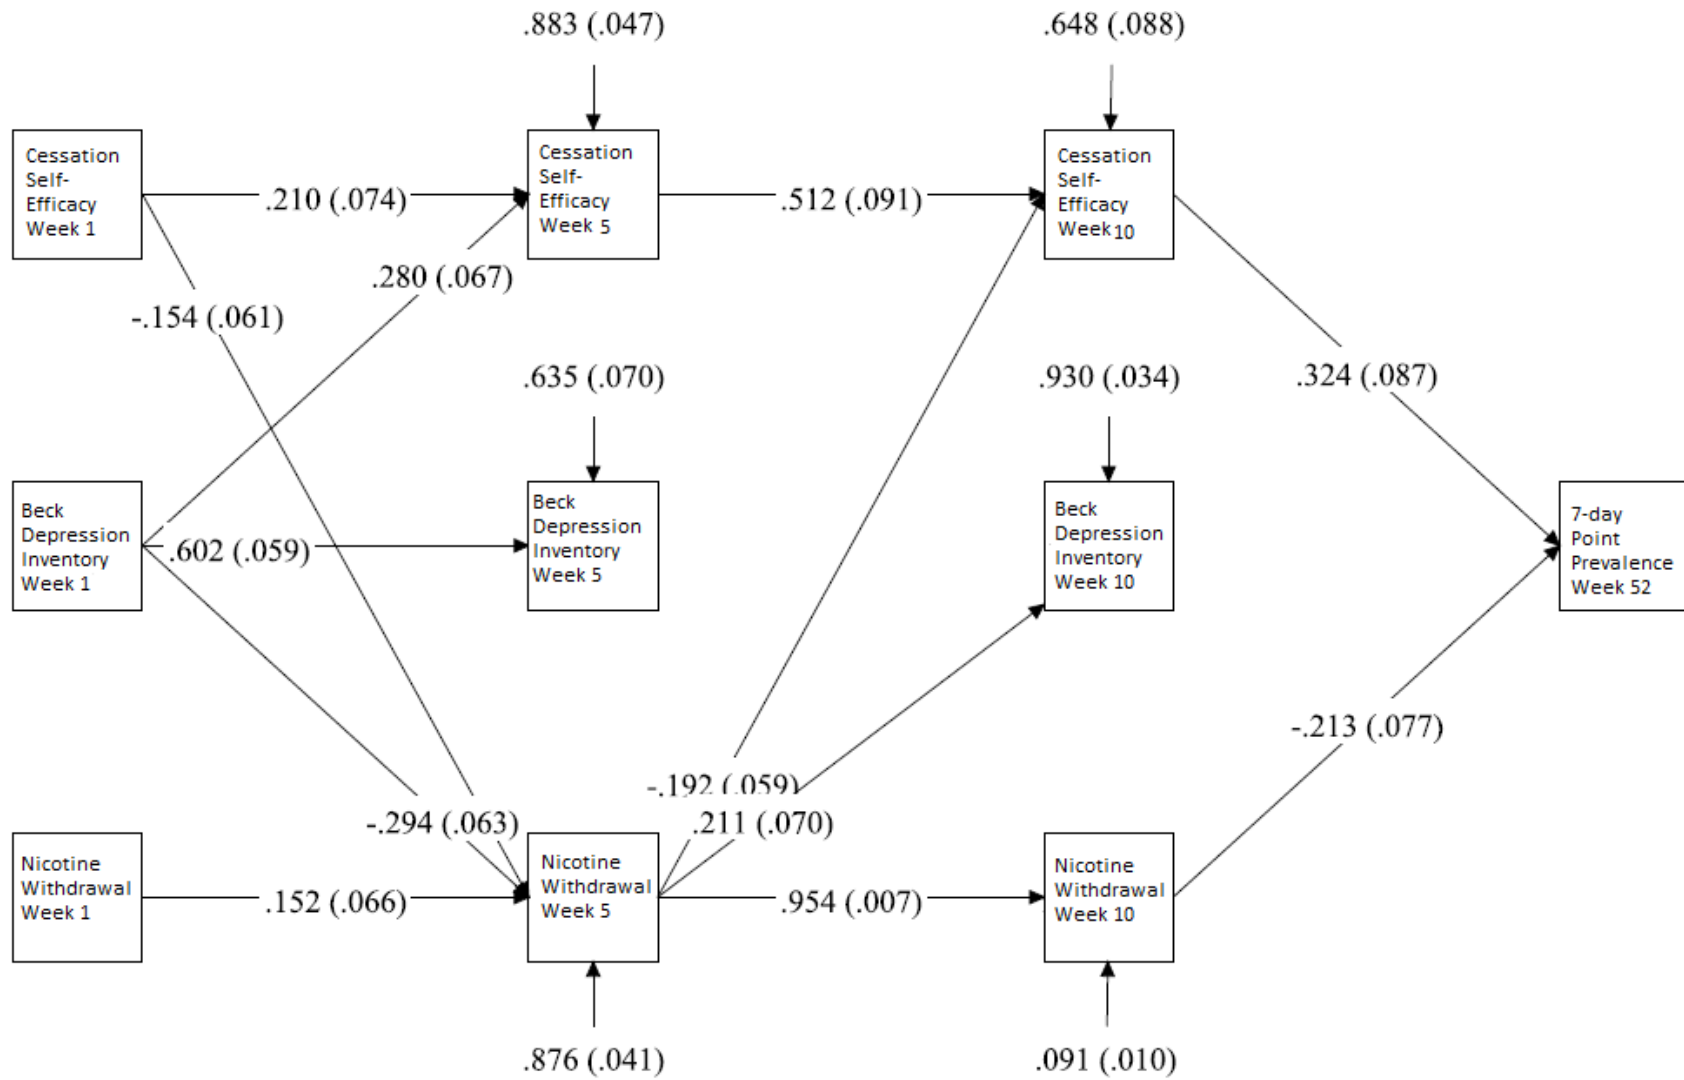 .883 (.047)
.648 (.088)
Cessation
Self-
Efficacy
Week 1
.210 (.074)
Cessation
Self-
Efficacy
Week 5
.512 (.091)
Cessation
Self-
Efficacy
Week 10
.280 (.067)
-.154 (.061)
.635 (.070)
.930 (.034)
.324 (.087)
Beck
Depression
Inventory
Week 1
.602 (.059)
Beck
Depression
Inventory
Week 5
Beck
Depression
Inventory
Week 10
7-day
Point
Prevalence
Week 52
-.213 (.077)
-.192 (.059)
-.294 (.063)
.211 (.070)
Nicotine
Withdrawal
Week 1
.152 (.066)
Nicotine
Withdrawal
Week 5
.954 (.007)
Nicotine
Withdrawal
Week 10
.876 (.041)
.091 (.010)